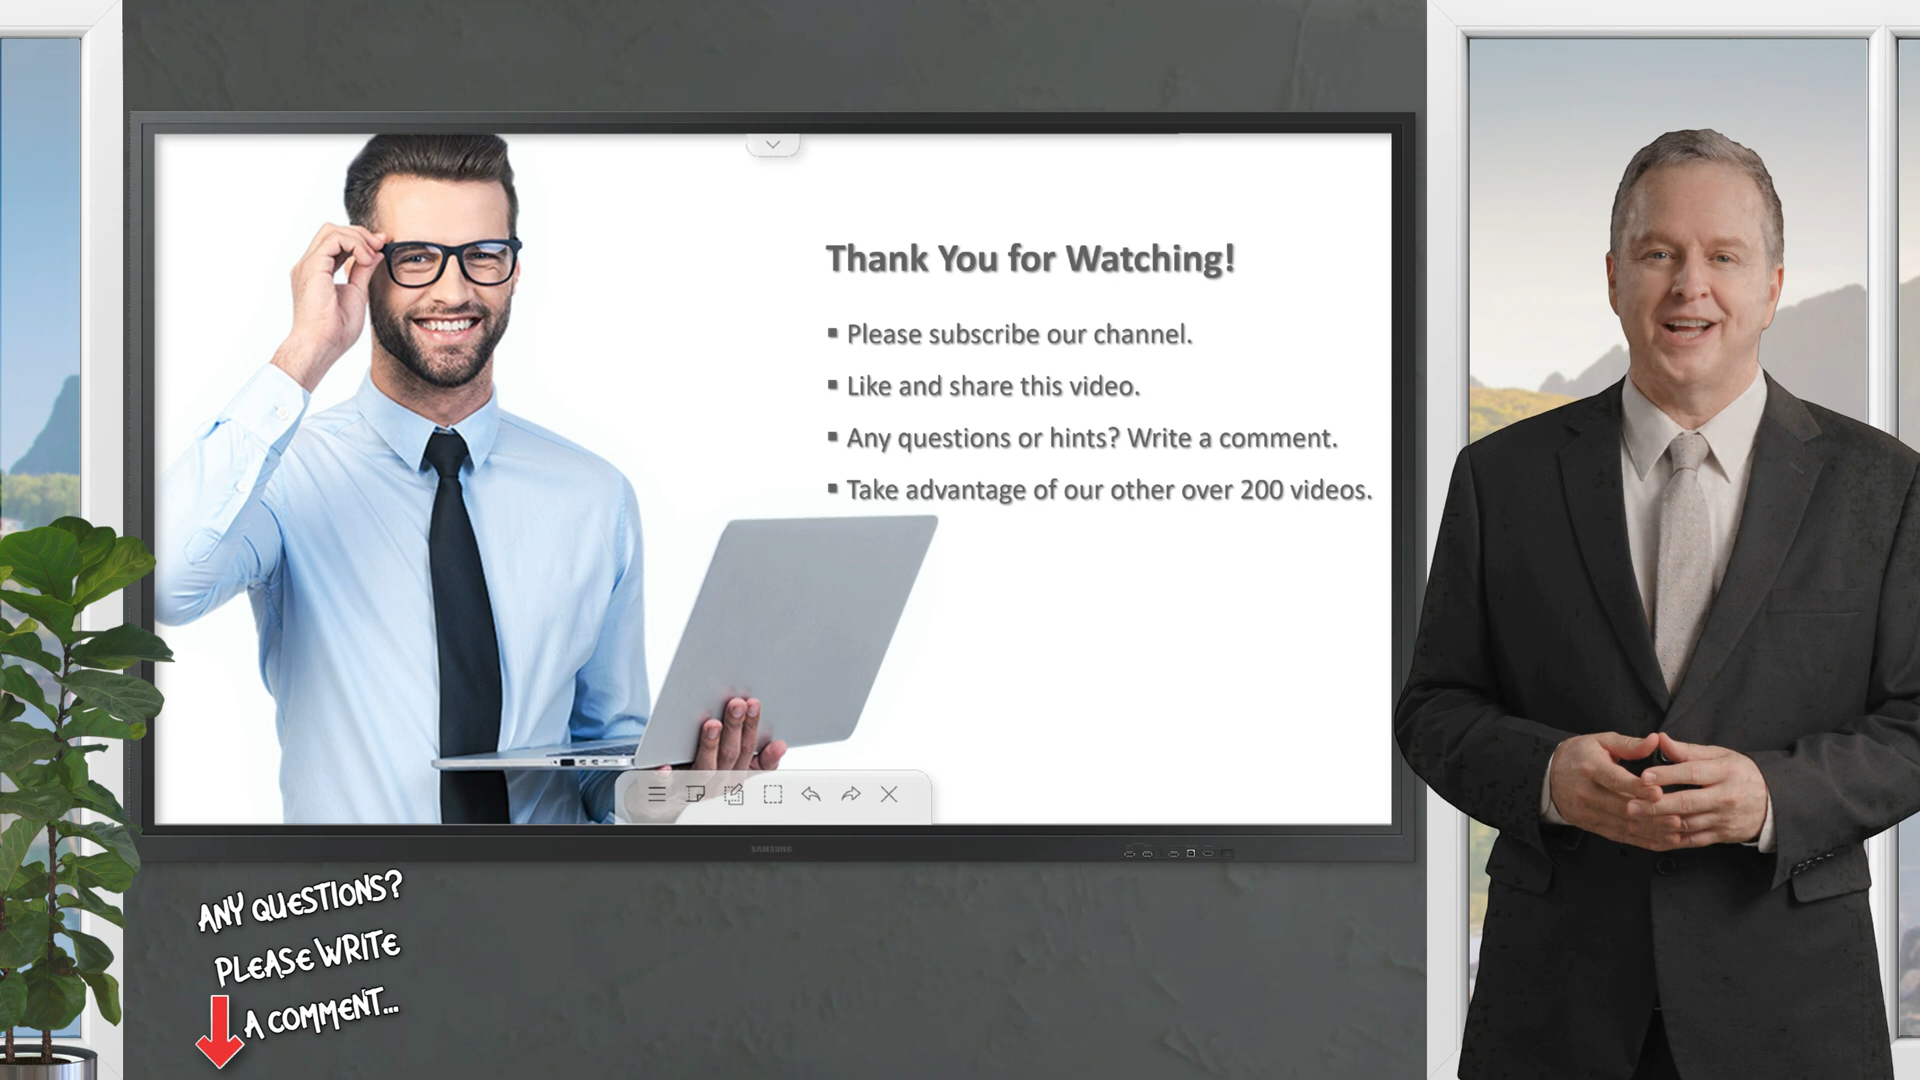 Thank You for Watching!
▪ Please subscribe our channel.
▪ Like and share this video.
▪ Any questions or hints? Write a comment.
▪ Take advantage of our other over 200 videos.
SAMSUNG
ANY QUESTIONS?
PLEASE WRITE
A COMMENT...